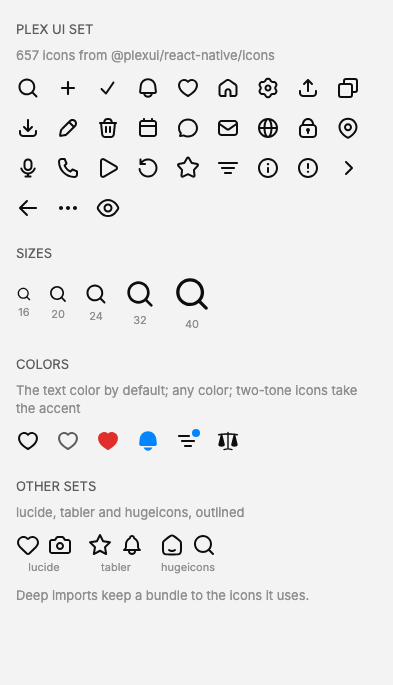 PLEX UI SET
657 icons from @plexui/react-native/icons
SIZES
16 20 24 32 40
COLORS
The text color by default; any color; two-tone icons take
the accent
OTHER SETS
lucide, tabler and hugeicons, outlined
lucide tabler hugeicons
Deep imports keep a bundle to the icons it uses.